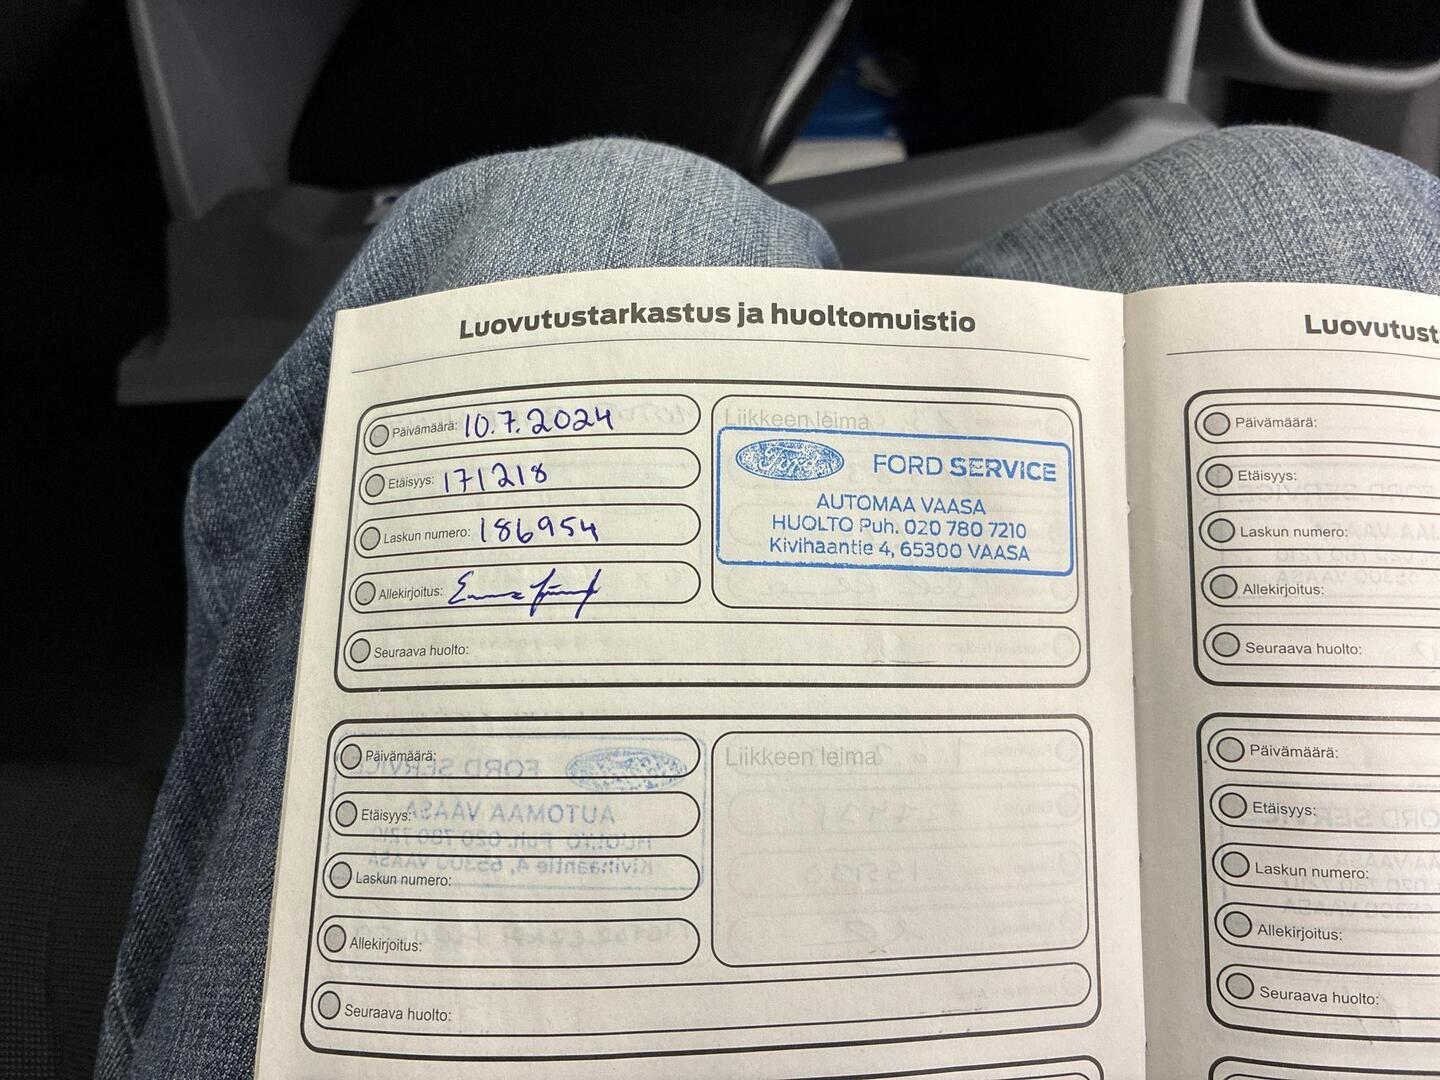 Luovutustarkastus ja huoltomuistio
Päivämäärä: 10.7.2024
Etäisyys: 171218
Laskun numero: 186954
Allekirjoitus:
Seuraava huolto:
Liikkeen leima
Ford FORD SERVICE
AUTOMAA VAASA
HUOLTO Puh. 020 780 7210
Kivihaantie 4, 65300 VAASA
Päivämäärä:
Etäisyys:
Laskun numero:
Allekirjoitus:
Seuraava huolto:
Liikkeen leima
Luovutust
Päivämäärä:
Etäisyys:
Laskun numero:
Allekirjoitus:
Seuraava huolto:
Päivämäärä:
Etäisyys:
Laskun numero:
Allekirjoitus:
Seuraava huolto: